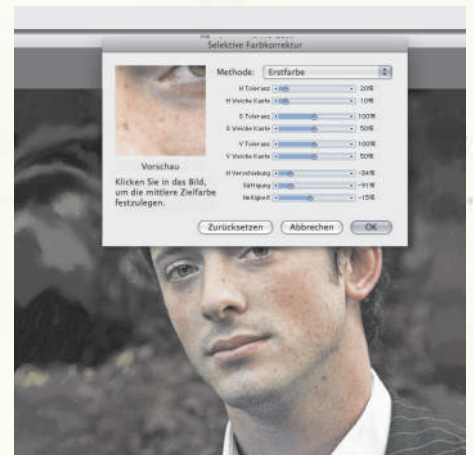 Selektive Farbkorrektur
Methode: Erstfarbe
H Toleranz 20%
H Weiche Kante 10%
S Toleranz 100%
S Weiche Kante 50%
V Toleranz 100%
V Weiche Kante 50%
H Verschiebung -34%
Sättigung -91%
Helligkeit -15%
Vorschau
Klicken Sie in das Bild,
um die mittlere Zielfarbe
festzulegen.
Zurücksetzen Abbrechen OK